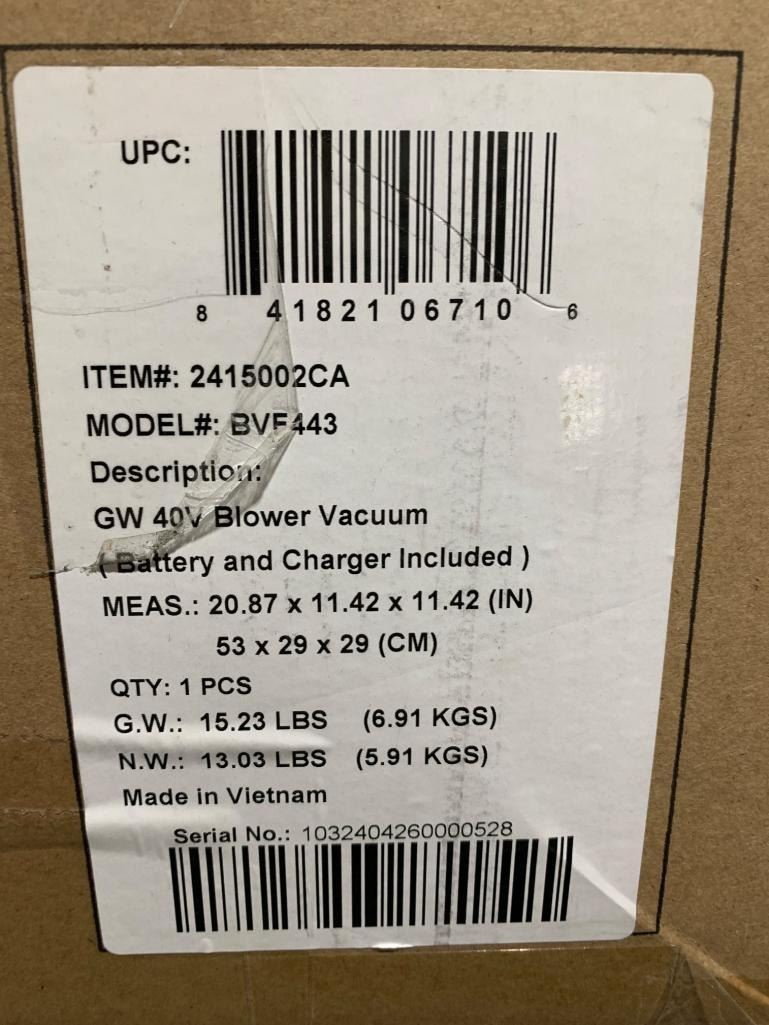 UPC:
8 41821 06710 6
ITEM#: 2415002CA
MODEL#: BVF443
Description:
GW 40V Blower Vacuum
( Battery and Charger Included )
MEAS.: 20.87 x 11.42 x 11.42 (IN)
53 x 29 x 29 (CM)
QTY: 1 PCS
G.W.: 15.23 LBS (6.91 KGS)
N.W.: 13.03 LBS (5.91 KGS)
Made in Vietnam
Serial No.: 1032404260000528